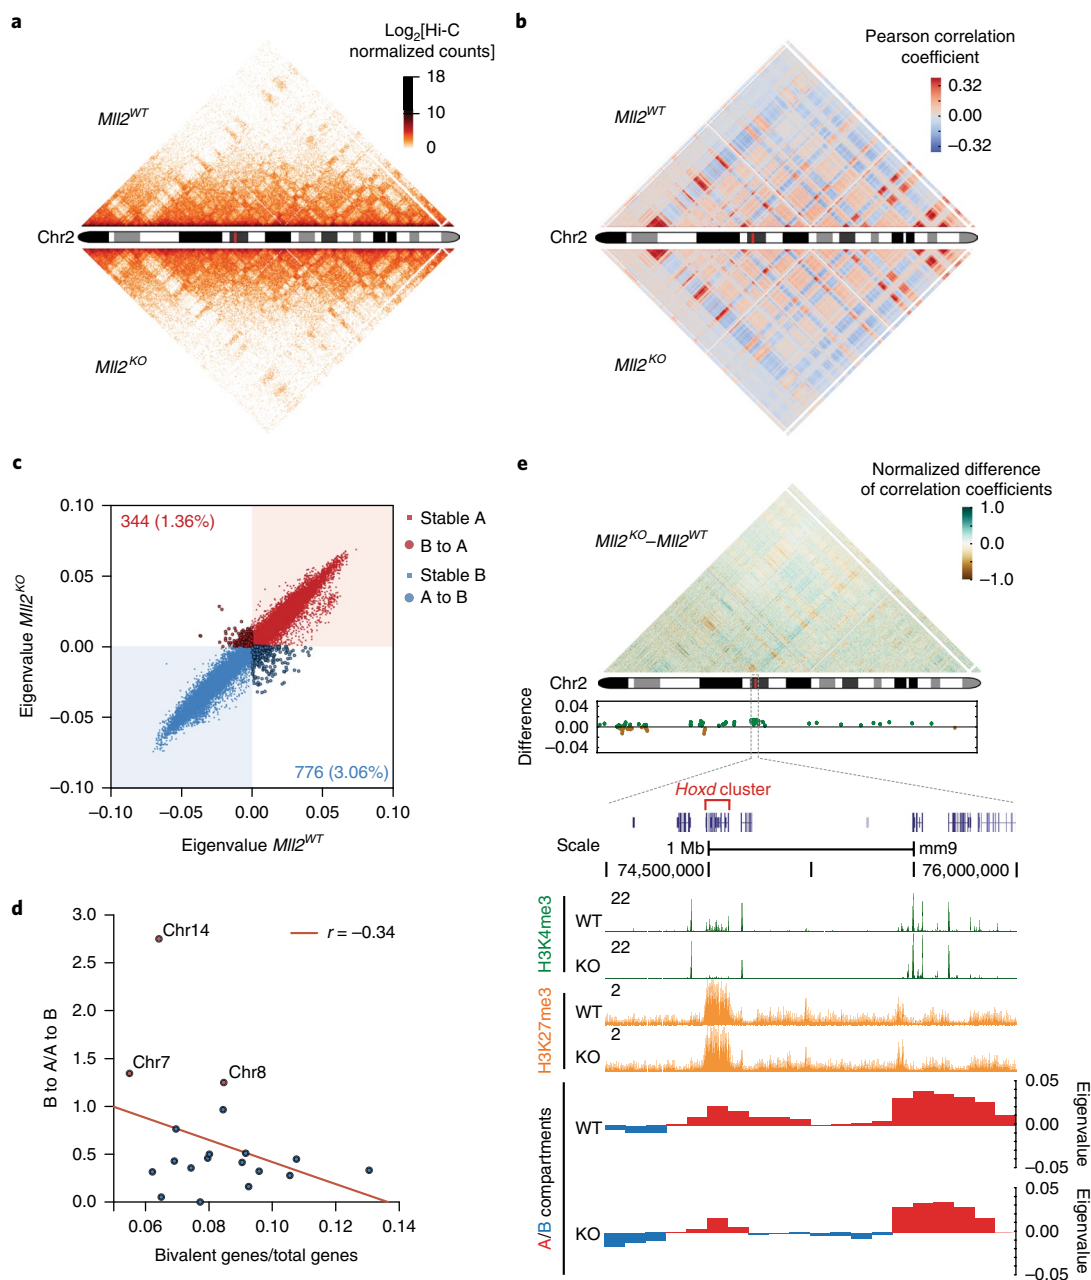 a
Log2[Hi-C
normalized counts]
18
10
0
Mll2WT
Chr2
Mll2KO
b
Pearson correlation
coefficient
0.32
0.00
−0.32
Mll2WT
Chr2
Mll2KO
c
0.10
0.05
0.00
−0.05
−0.10
Eigenvalue Mll2KO
344 (1.36%)
776 (3.06%)
−0.10
−0.05
0.00
0.05
0.10
Eigenvalue Mll2WT
Stable A
B to A
Stable B
A to B
d
3.0
2.5
2.0
1.5
1.0
0.5
0.0
B to A/A to B
Chr14
Chr7
Chr8
r = −0.34
0.06
0.08
0.10
0.12
0.14
Bivalent genes/total genes
e
Normalized difference
of correlation coefficients
1.0
0.0
−1.0
Mll2KO–Mll2WT
Chr2
Difference
0.04
0.00
−0.04
Hoxd cluster
Scale
1 Mb
mm9
74,500,000
76,000,000
H3K4me3
WT
22
KO
22
H3K27me3
WT
2
KO
2
A/B compartments
WT
0.05
0.00
−0.05
Eigenvalue
KO
0.05
0.00
−0.05
Eigenvalue